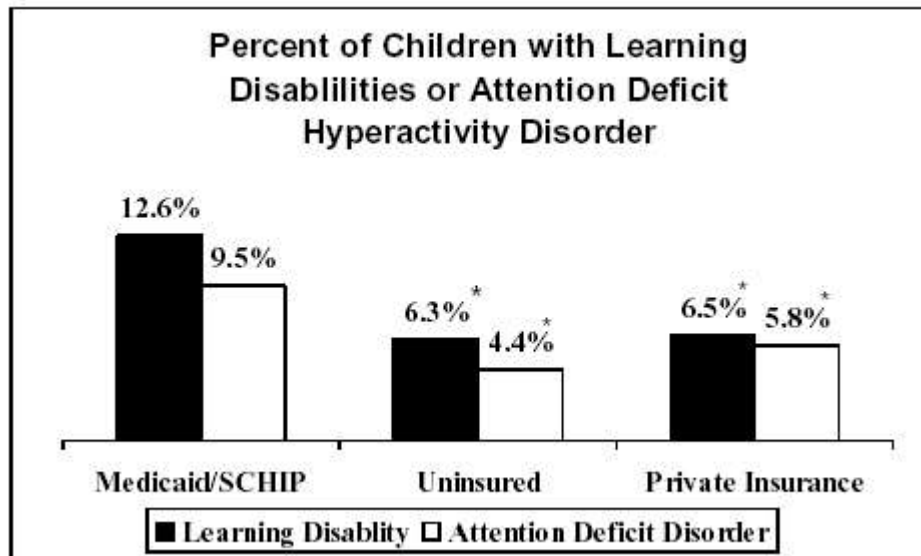 Percent of Children with Learning
Disablilities or Attention Deficit
Hyperactivity Disorder
12.6%
9.5%
6.3%*
4.4%*
6.5%*
5.8%*
Medicaid/SCHIP Uninsured Private Insurance
Learning Disablity Attention Deficit Disorder